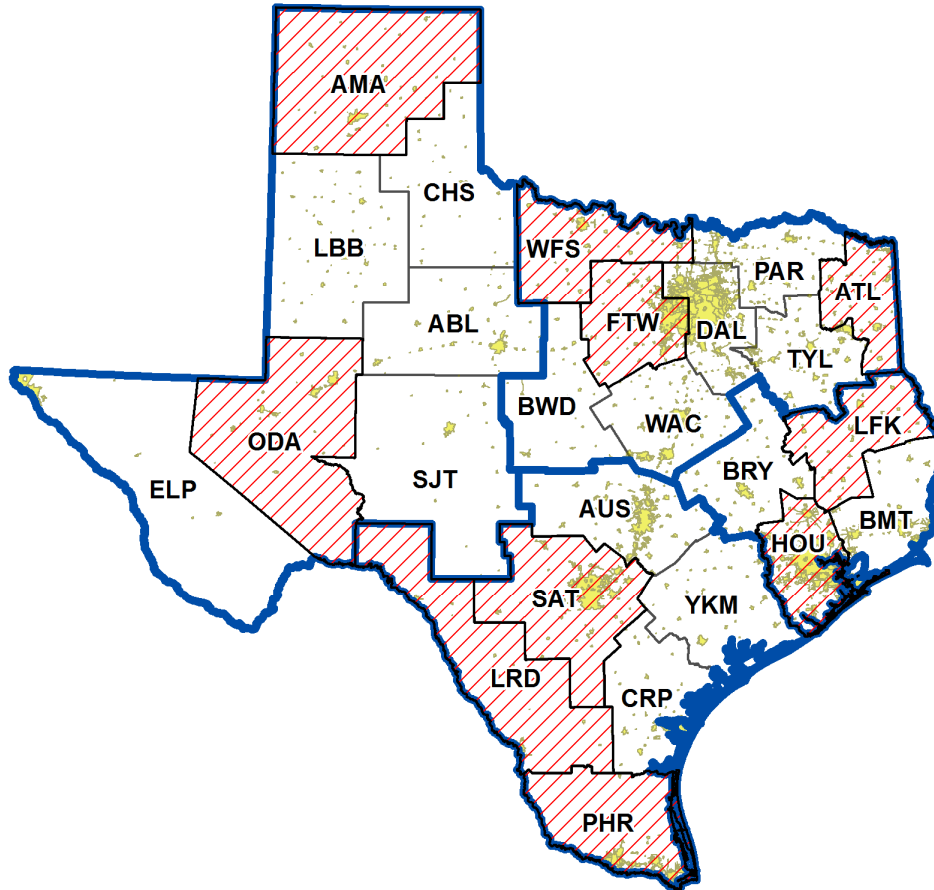 AMA
CHS
LBB
WFS
PAR
ATL
ABL
FTW
DAL
TYL
BWD
WAC
LFK
ODA
SJT
BRY
ELP
AUS
BMT
HOU
SAT
YKM
LRD
CRP
PHR